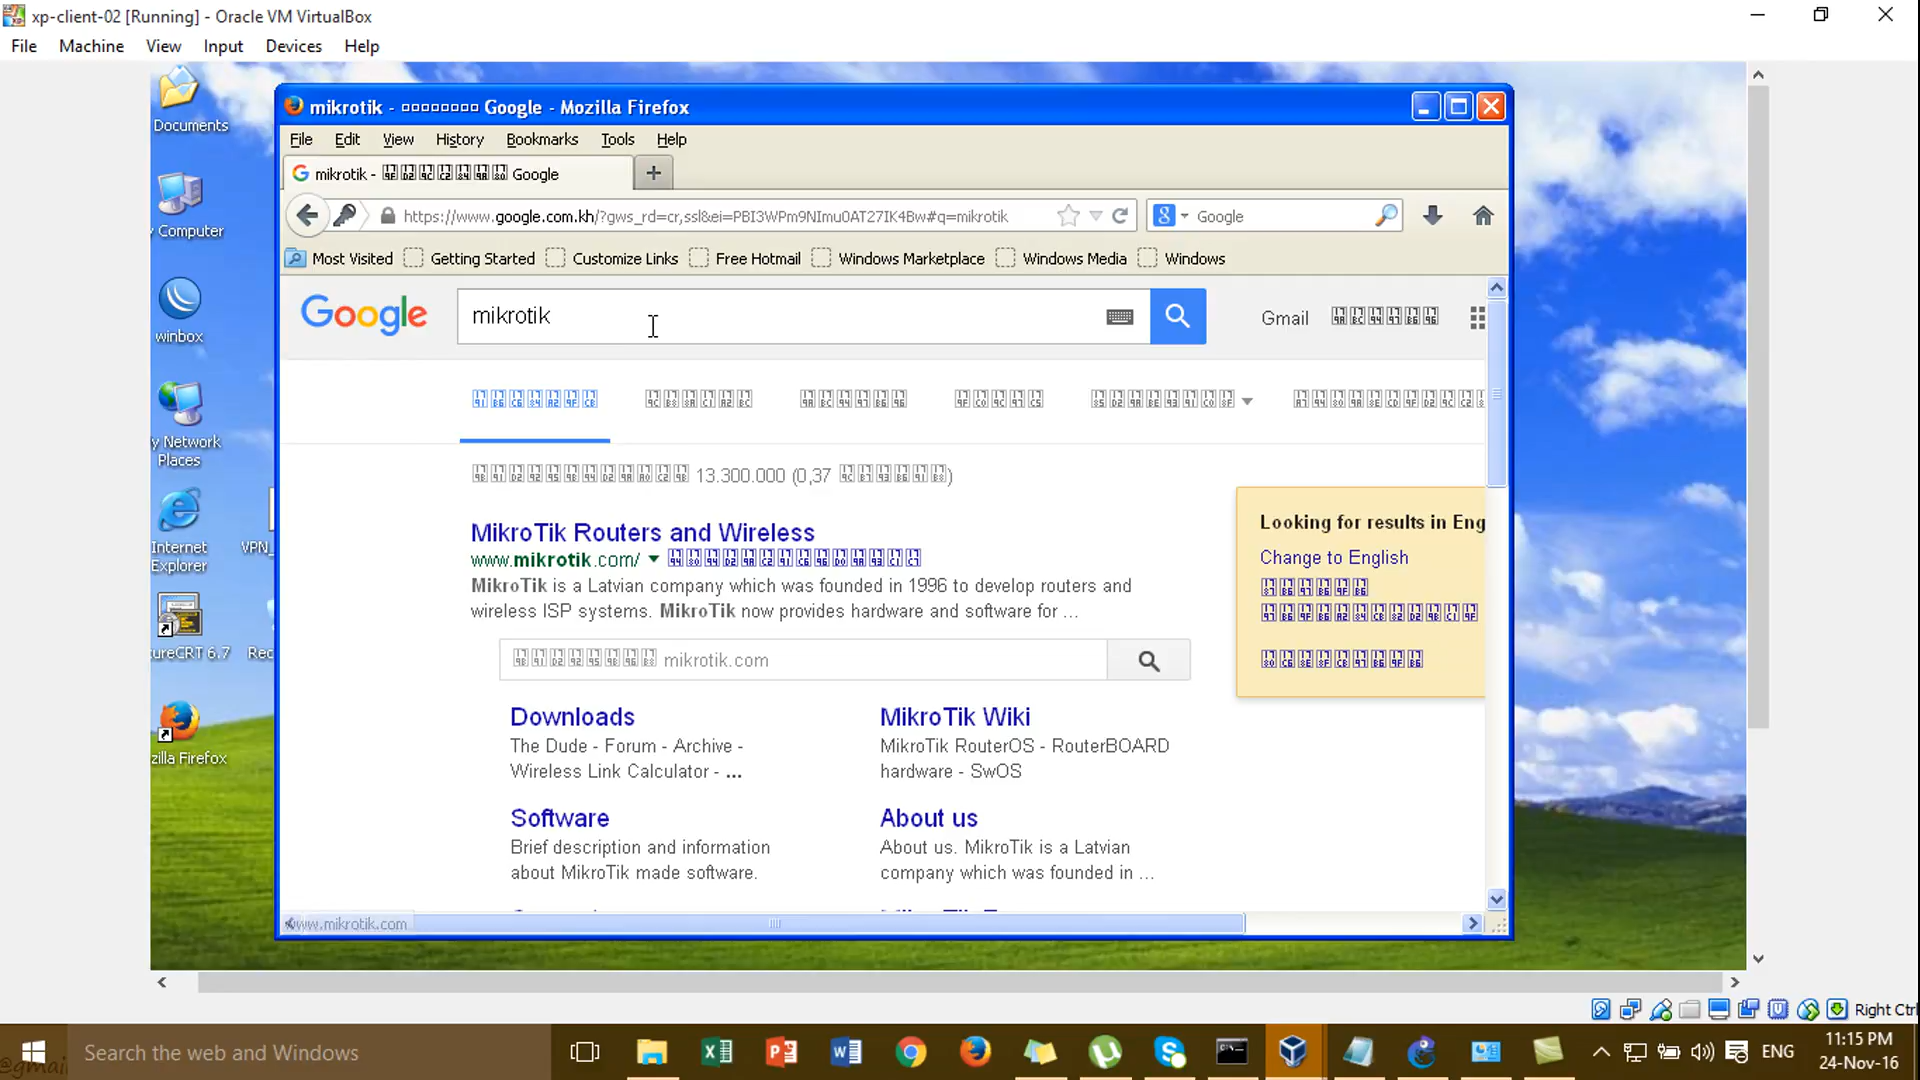 xp-client-02 [Running] - Oracle VM VirtualBox
File Machine View Input Devices Help
Documents
mikrotik - Google - Mozilla Firefox
File Edit View History Bookmarks Tools Help
mikrotik - Google
https://www.google.com.kh/?gws_rd=cr,ssl&ei=PBI3WPm9NImu0AT27IK4Bw#q=mikrotik
Google
y Computer
Most Visited Getting Started Customize Links Free Hotmail Windows Marketplace Windows Media Windows
Google
mikrotik
Gmail
winbox
13.300.000 (0,37 )
y Network
Places
MikroTik Routers and Wireless
www.mikrotik.com/
MikroTik is a Latvian company which was founded in 1996 to develop routers and
wireless ISP systems. MikroTik now provides hardware and software for ...
Looking for results in Eng
Change to English
Internet
Explorer
VPN_
mikrotik.com
ureCRT 6.7
Rec
Downloads
The Dude - Forum - Archive -
Wireless Link Calculator - ...
MikroTik Wiki
MikroTik RouterOS - RouterBOARD
hardware - SwOS
zilla Firefox
Software
Brief description and information
about MikroTik made software.
About us
About us. MikroTik is a Latvian
company which was founded in ...
www.mikrotik.com
Right Ctrl
Search the web and Windows
ENG
11:15 PM
24-Nov-16